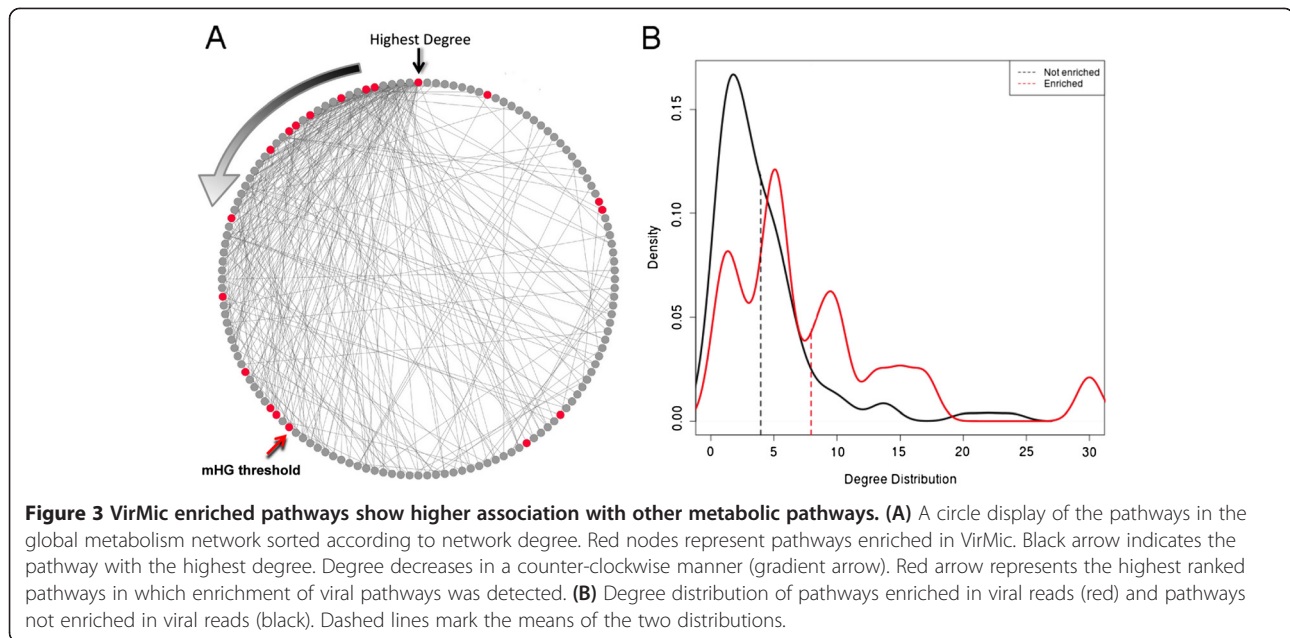 A
Highest Degree
mHG threshold
B
Not enriched
Enriched
0.15
0.10
0.05
0.00
Density
0 5 10 15 20 25 30
Degree Distribution
Figure 3 VirMic enriched pathways show higher association with other metabolic pathways. (A) A circle display of the pathways in the
global metabolism network sorted according to network degree. Red nodes represent pathways enriched in VirMic. Black arrow indicates the
pathway with the highest degree. Degree decreases in a counter-clockwise manner (gradient arrow). Red arrow represents the highest ranked
pathways in which enrichment of viral pathways was detected. (B) Degree distribution of pathways enriched in viral reads (red) and pathways
not enriched in viral reads (black). Dashed lines mark the means of the two distributions.